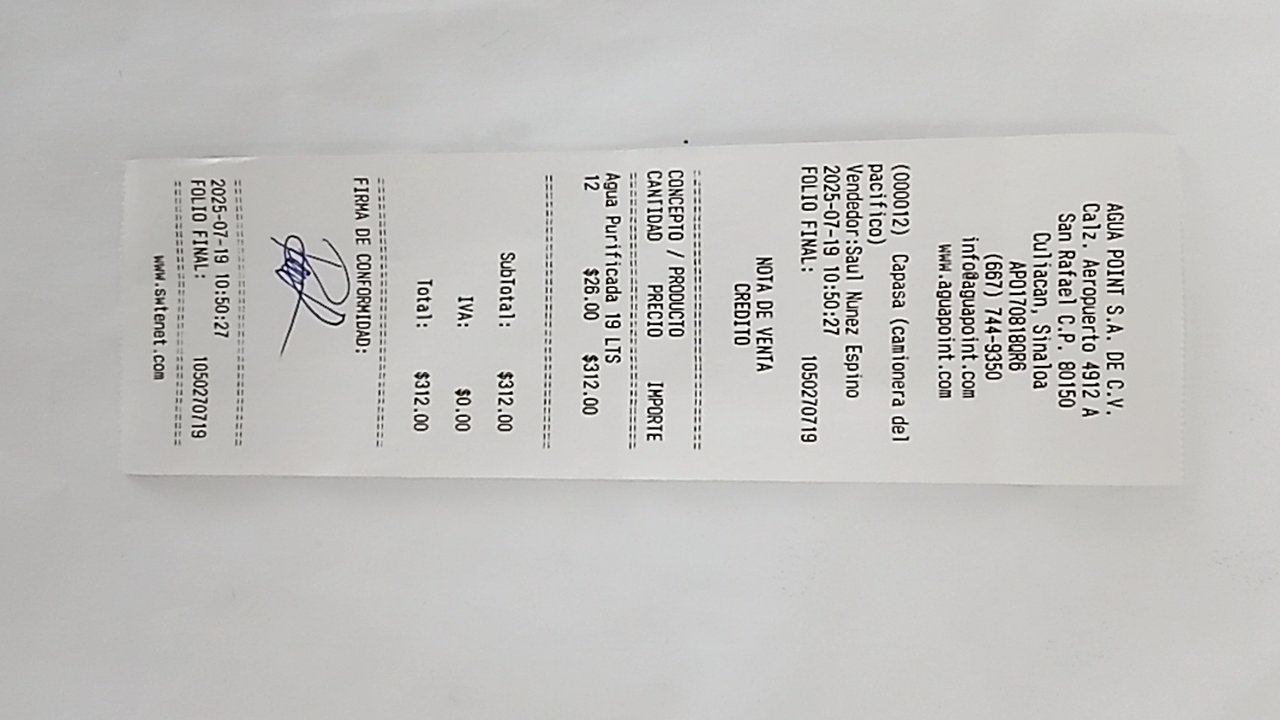 AGUA POINT S.A. DE C.V.
Calz. Aeropuerto 4912 A
San Rafael C.P. 80150
Culiacan, Sinaloa
APO170818QR6
(667) 744-9350
info@aguapoint.com
www.aguapoint.com
(000012) Capasa (camionera del
pacifico)
Vendedor:Saul Nunez Espino
2025-07-19 10:50:27
FOLIO FINAL: 1050270719
NOTA DE VENTA
CREDITO
================================
CONCEPTO / PRODUCTO
CANTIDAD PRECIO IMPORTE
================================
Agua Purificada 19 LTS
12 $26.00 $312.00
================================
SubTotal: $312.00
IVA: $0.00
Total: $312.00
================================
FIRMA DE CONFORMIDAD:
================================
2025-07-19 10:50:27
FOLIO FINAL: 1050270719
================================
www.swtenet.com